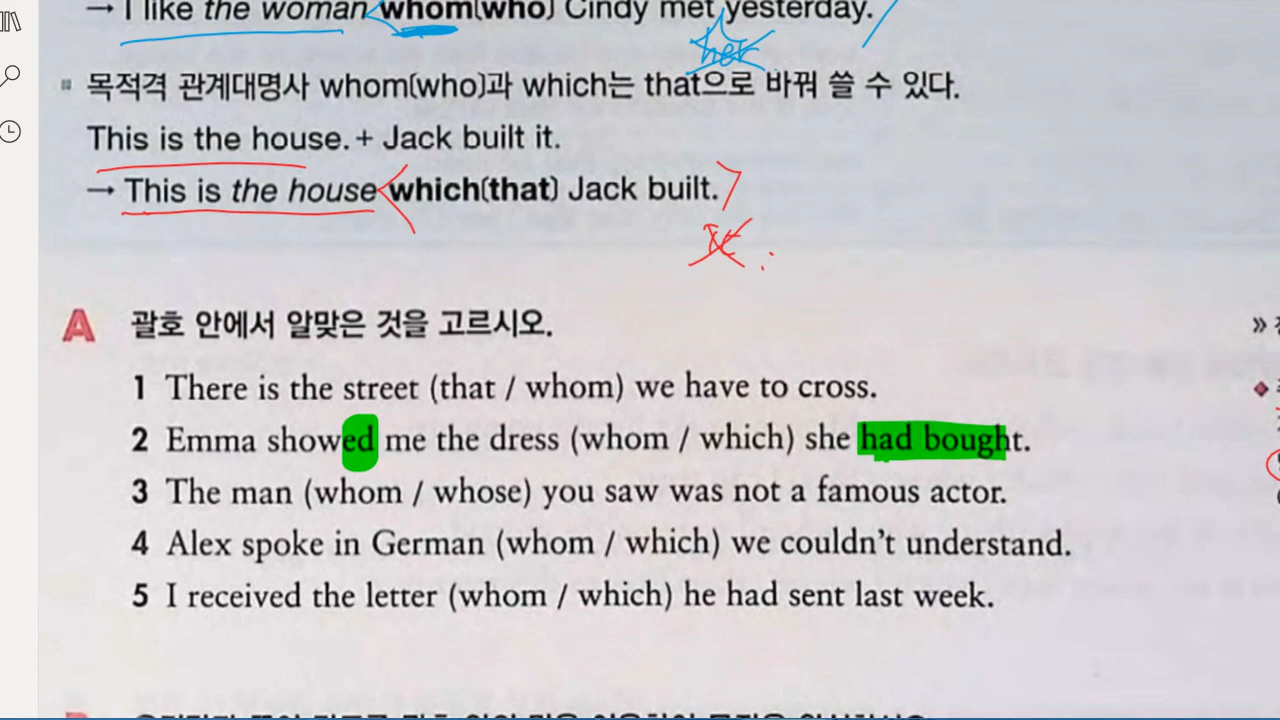 → I like the woman whom(who) Cindy met yesterday.
her
목적격 관계대명사 whom(who)과 which는 that으로 바꿔 쓸 수 있다.
This is the house. + Jack built it.
→ This is the house which(that) Jack built.
it
A 괄호 안에서 알맞은 것을 고르시오.
1 There is the street (that / whom) we have to cross.
2 Emma showed me the dress (whom / which) she had bought.
3 The man (whom / whose) you saw was not a famous actor.
4 Alex spoke in German (whom / which) we couldn't understand.
5 I received the letter (whom / which) he had sent last week.